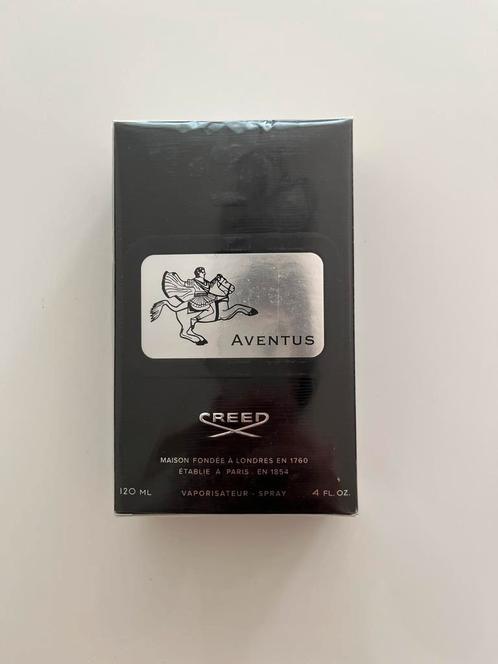 AVENTUS
CREED
MAISON FONDÉE À LONDRES EN 1760
ÉTABLIE À PARIS EN 1854
120 ML VAPORISATEUR - SPRAY 4 FL. OZ.